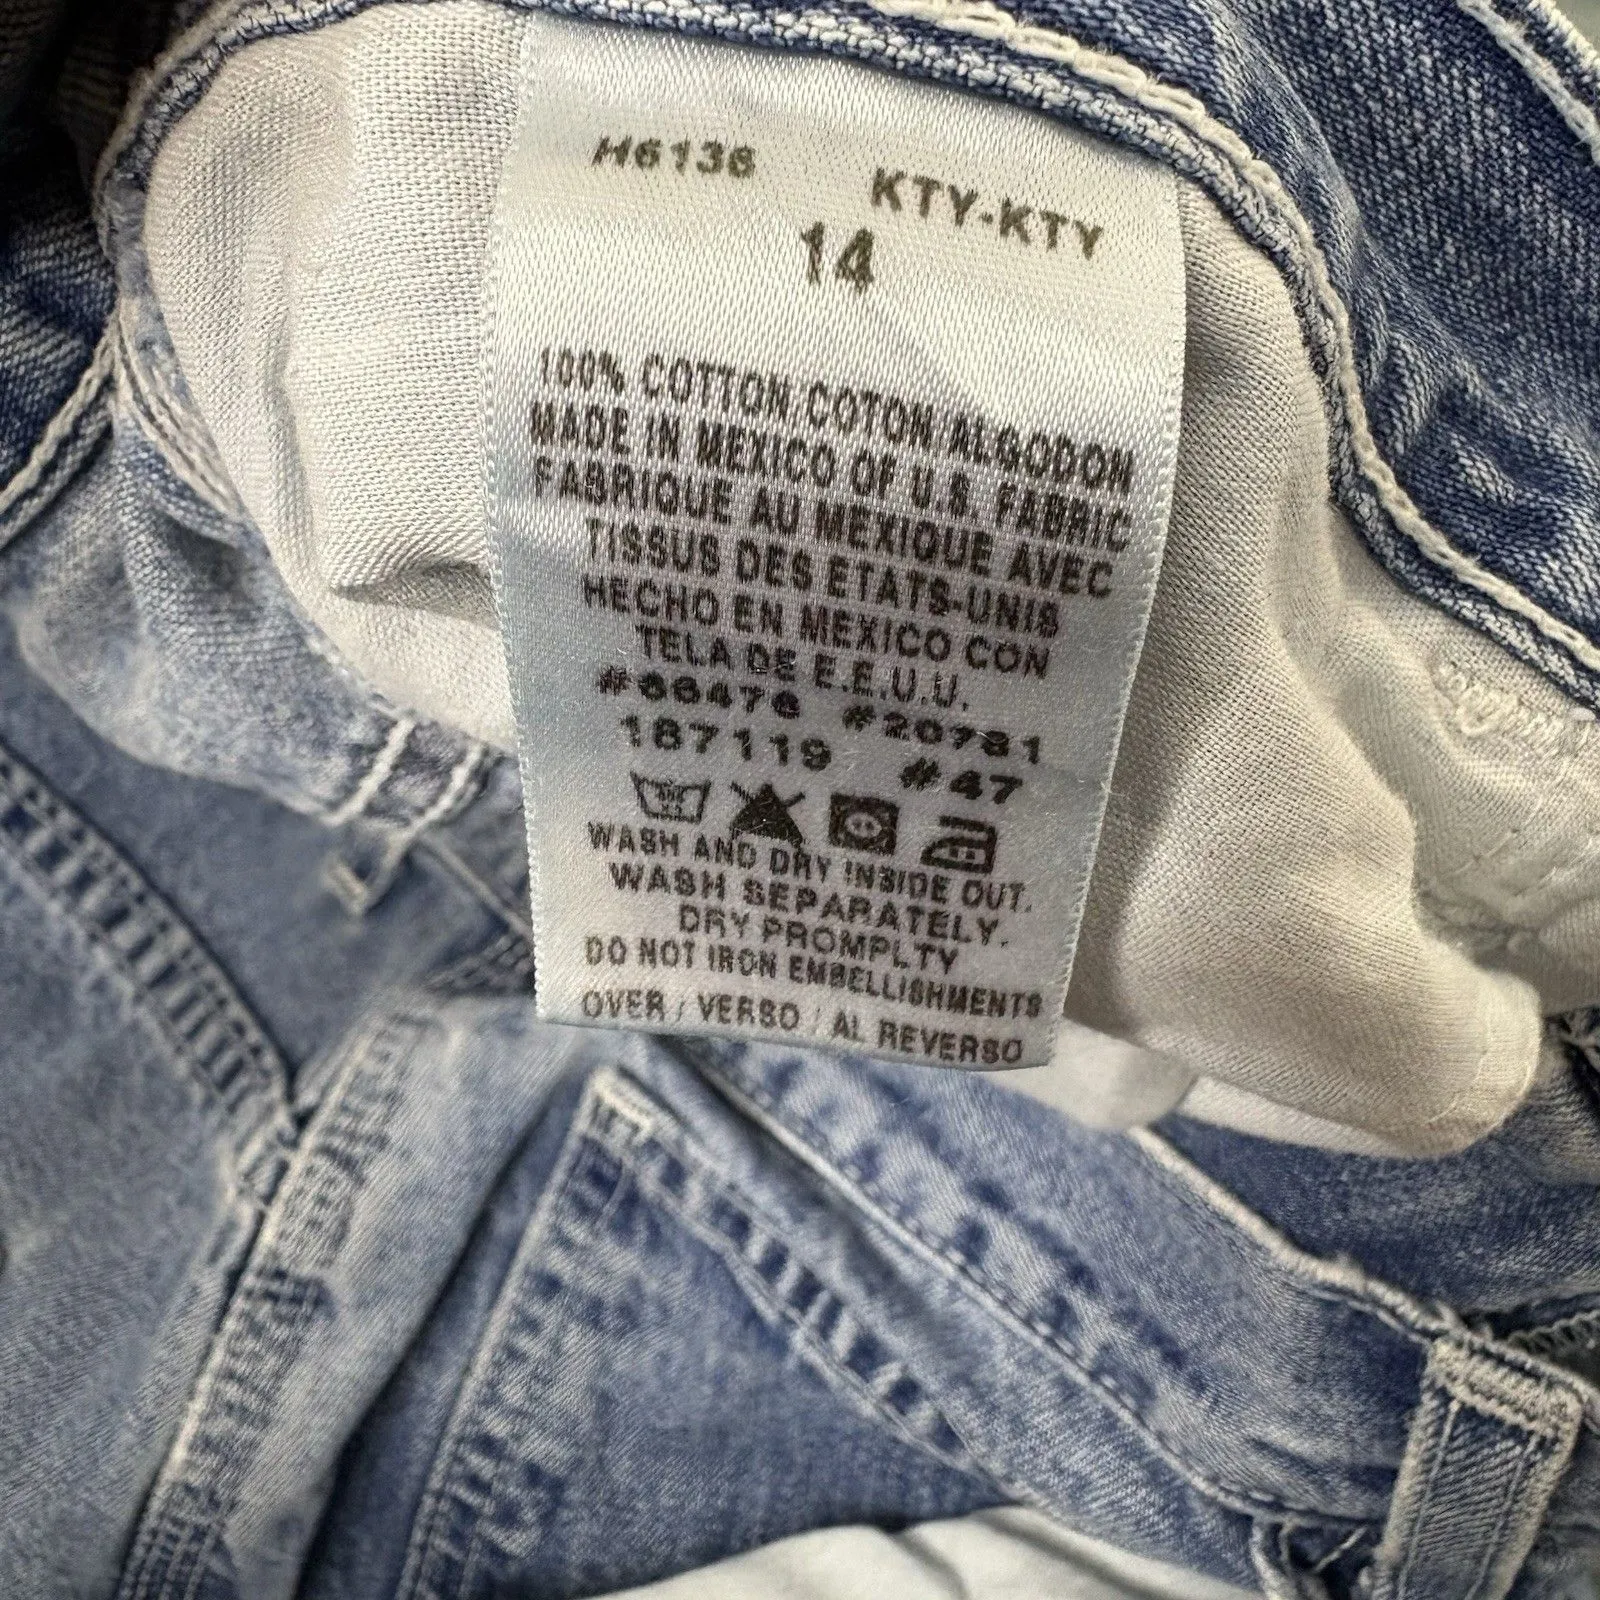 H6136 KTY-KTY
14
100% COTTON/COTON/ALGODON
MADE IN MEXICO OF U.S. FABRIC
FABRIQUE AU MEXIQUE AVEC
TISSUS DES ETATS-UNIS
HECHO EN MEXICO CON
TELA DE E.E.U.U.
#66476 #20781
187119 #47
WASH AND DRY INSIDE OUT.
WASH SEPARATELY.
DRY PROMPLTY
DO NOT IRON EMBELLISHMENTS
OVER / VERSO / AL REVERSO